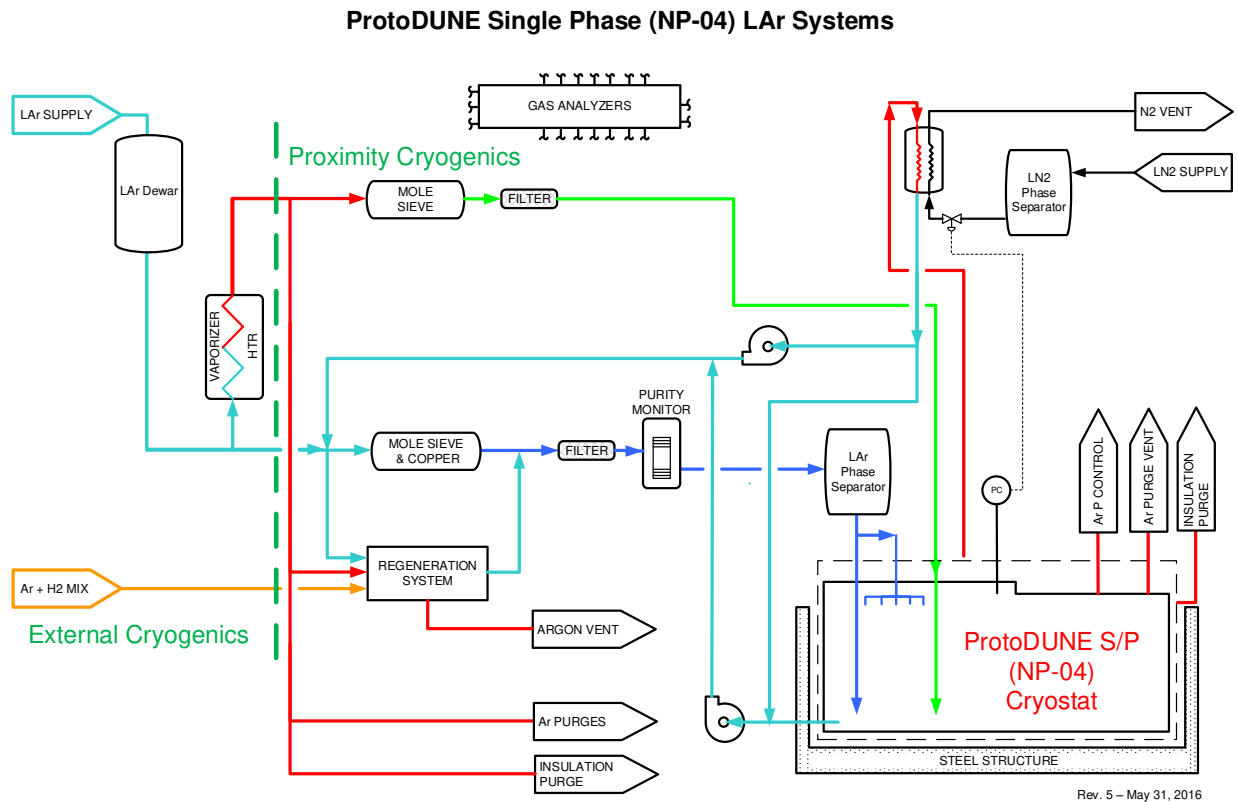 ProtoDUNE Single Phase (NP-04) LAr Systems
LAr SUPPLY
GAS ANALYZERS
N2 VENT
Proximity Cryogenics
LAr Dewar
MOLE
SIEVE
FILTER
LN2
Phase
Separator
LN2 SUPPLY
VAPORIZER
HTR
PURITY
MONITOR
MOLE SIEVE
& COPPER
FILTER
LAr
Phase
Separator
PC
Ar P CONTROL
Ar PURGE VENT
INSULATION
PURGE
Ar + H2 MIX
REGENERATION
SYSTEM
External Cryogenics
ARGON VENT
ProtoDUNE S/P
(NP-04)
Cryostat
Ar PURGES
INSULATION
PURGE
STEEL STRUCTURE
Rev. 5 – May 31, 2016